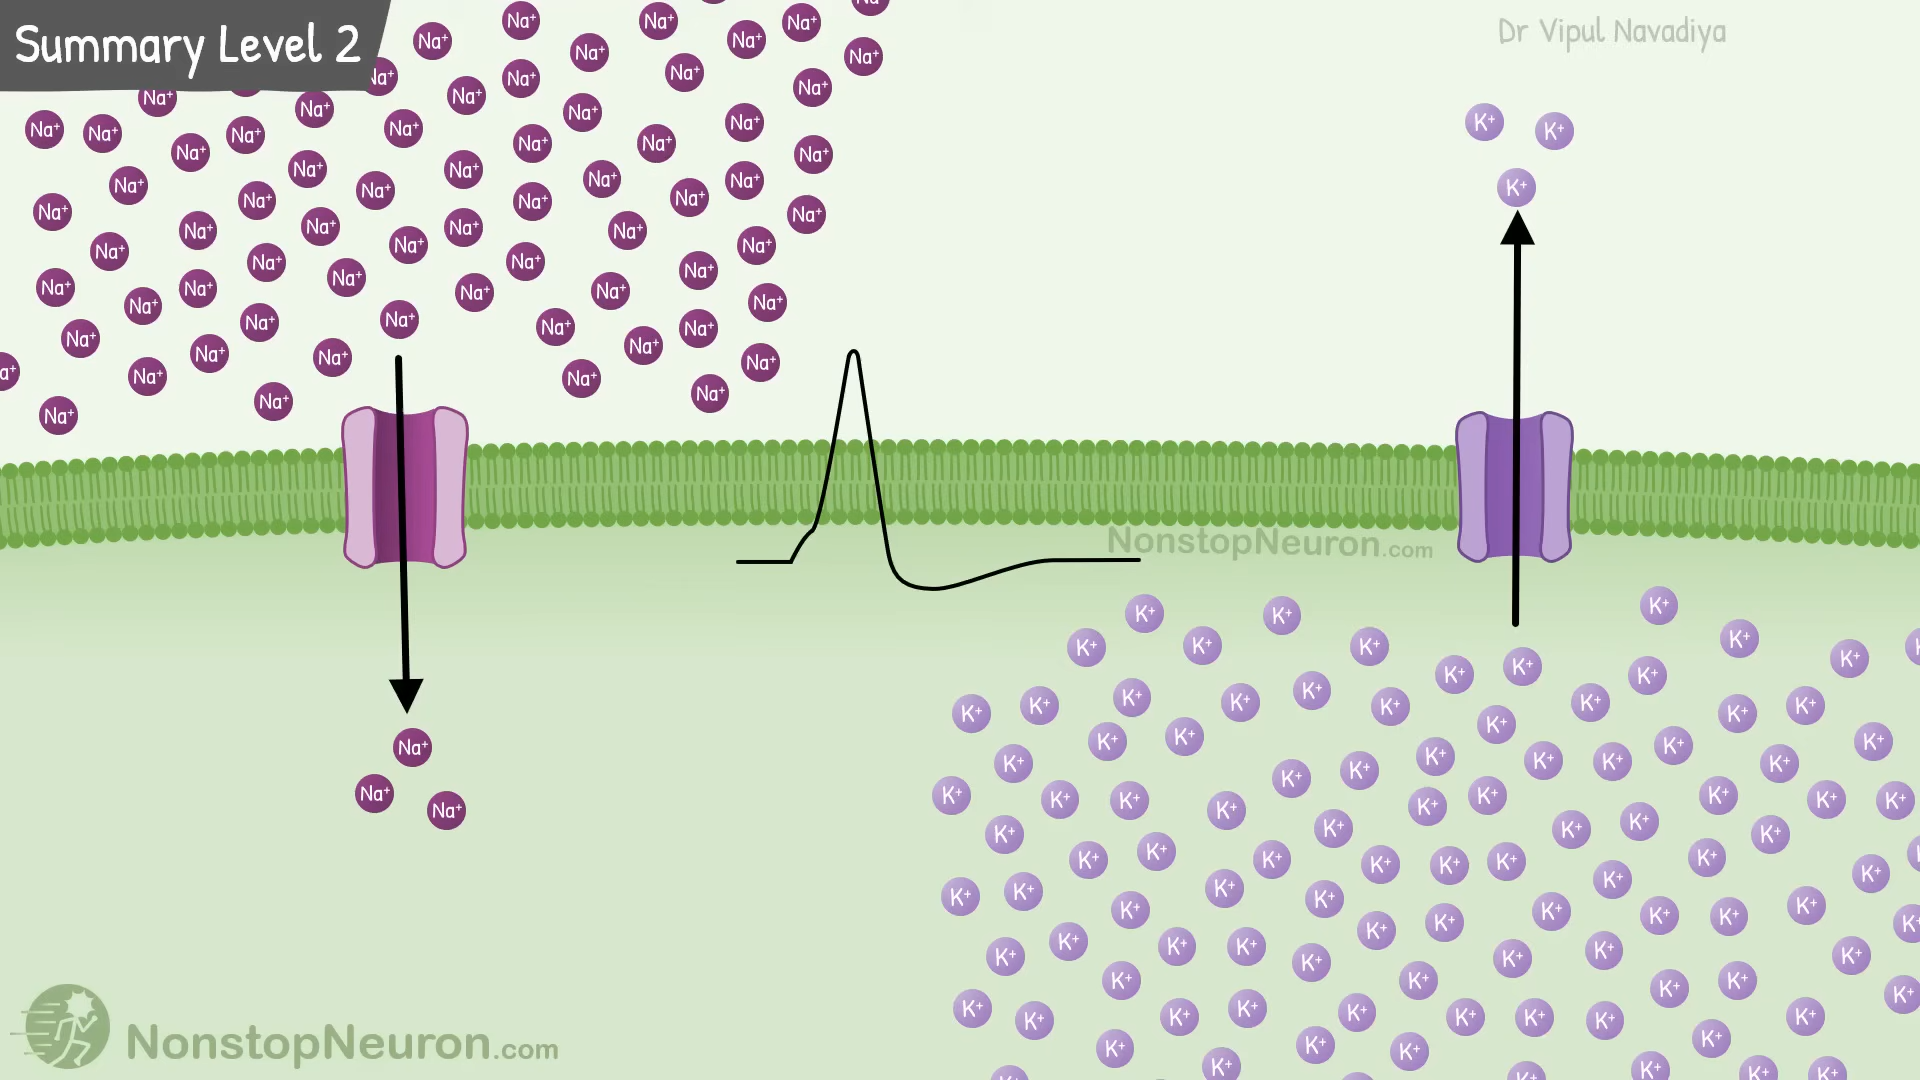 Summary Level 2
Dr Vipul Navadiya
Na⁺
K⁺
NonstopNeuron.com
NonstopNeuron.com